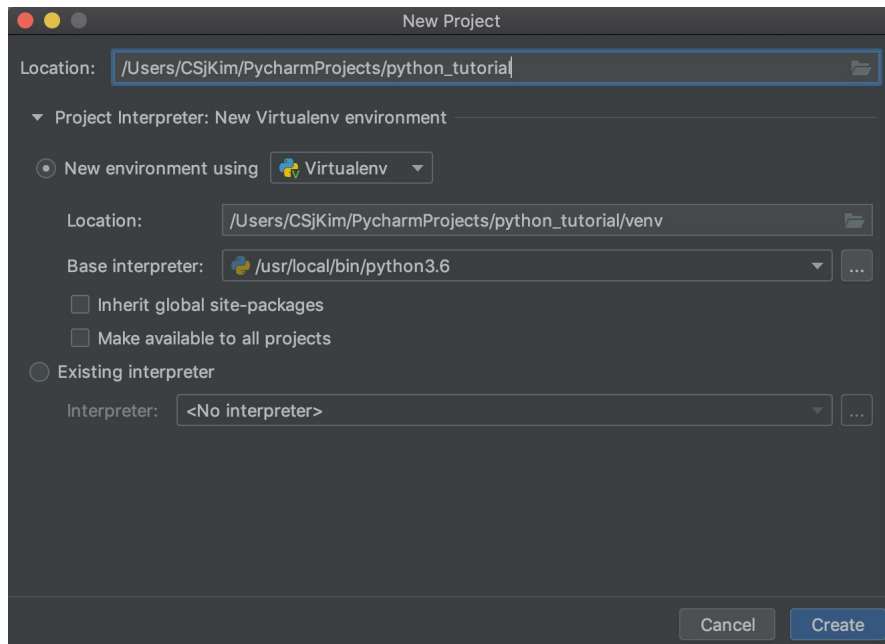 New Project
Location: /Users/CSjKim/PycharmProjects/python_tutorial
Project Interpreter: New Virtualenv environment
New environment using Virtualenv
Location: /Users/CSjKim/PycharmProjects/python_tutorial/venv
Base interpreter: /usr/local/bin/python3.6 ...
Inherit global site-packages
Make available to all projects
Existing interpreter
Interpreter: <No interpreter> ...
Cancel Create